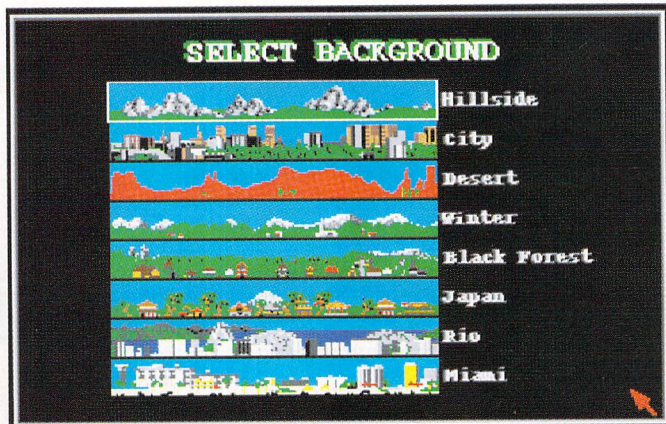 SELECT BACKGROUND
Hillside
City
Desert
Winter
Black Forest
Japan
Rio
Miami